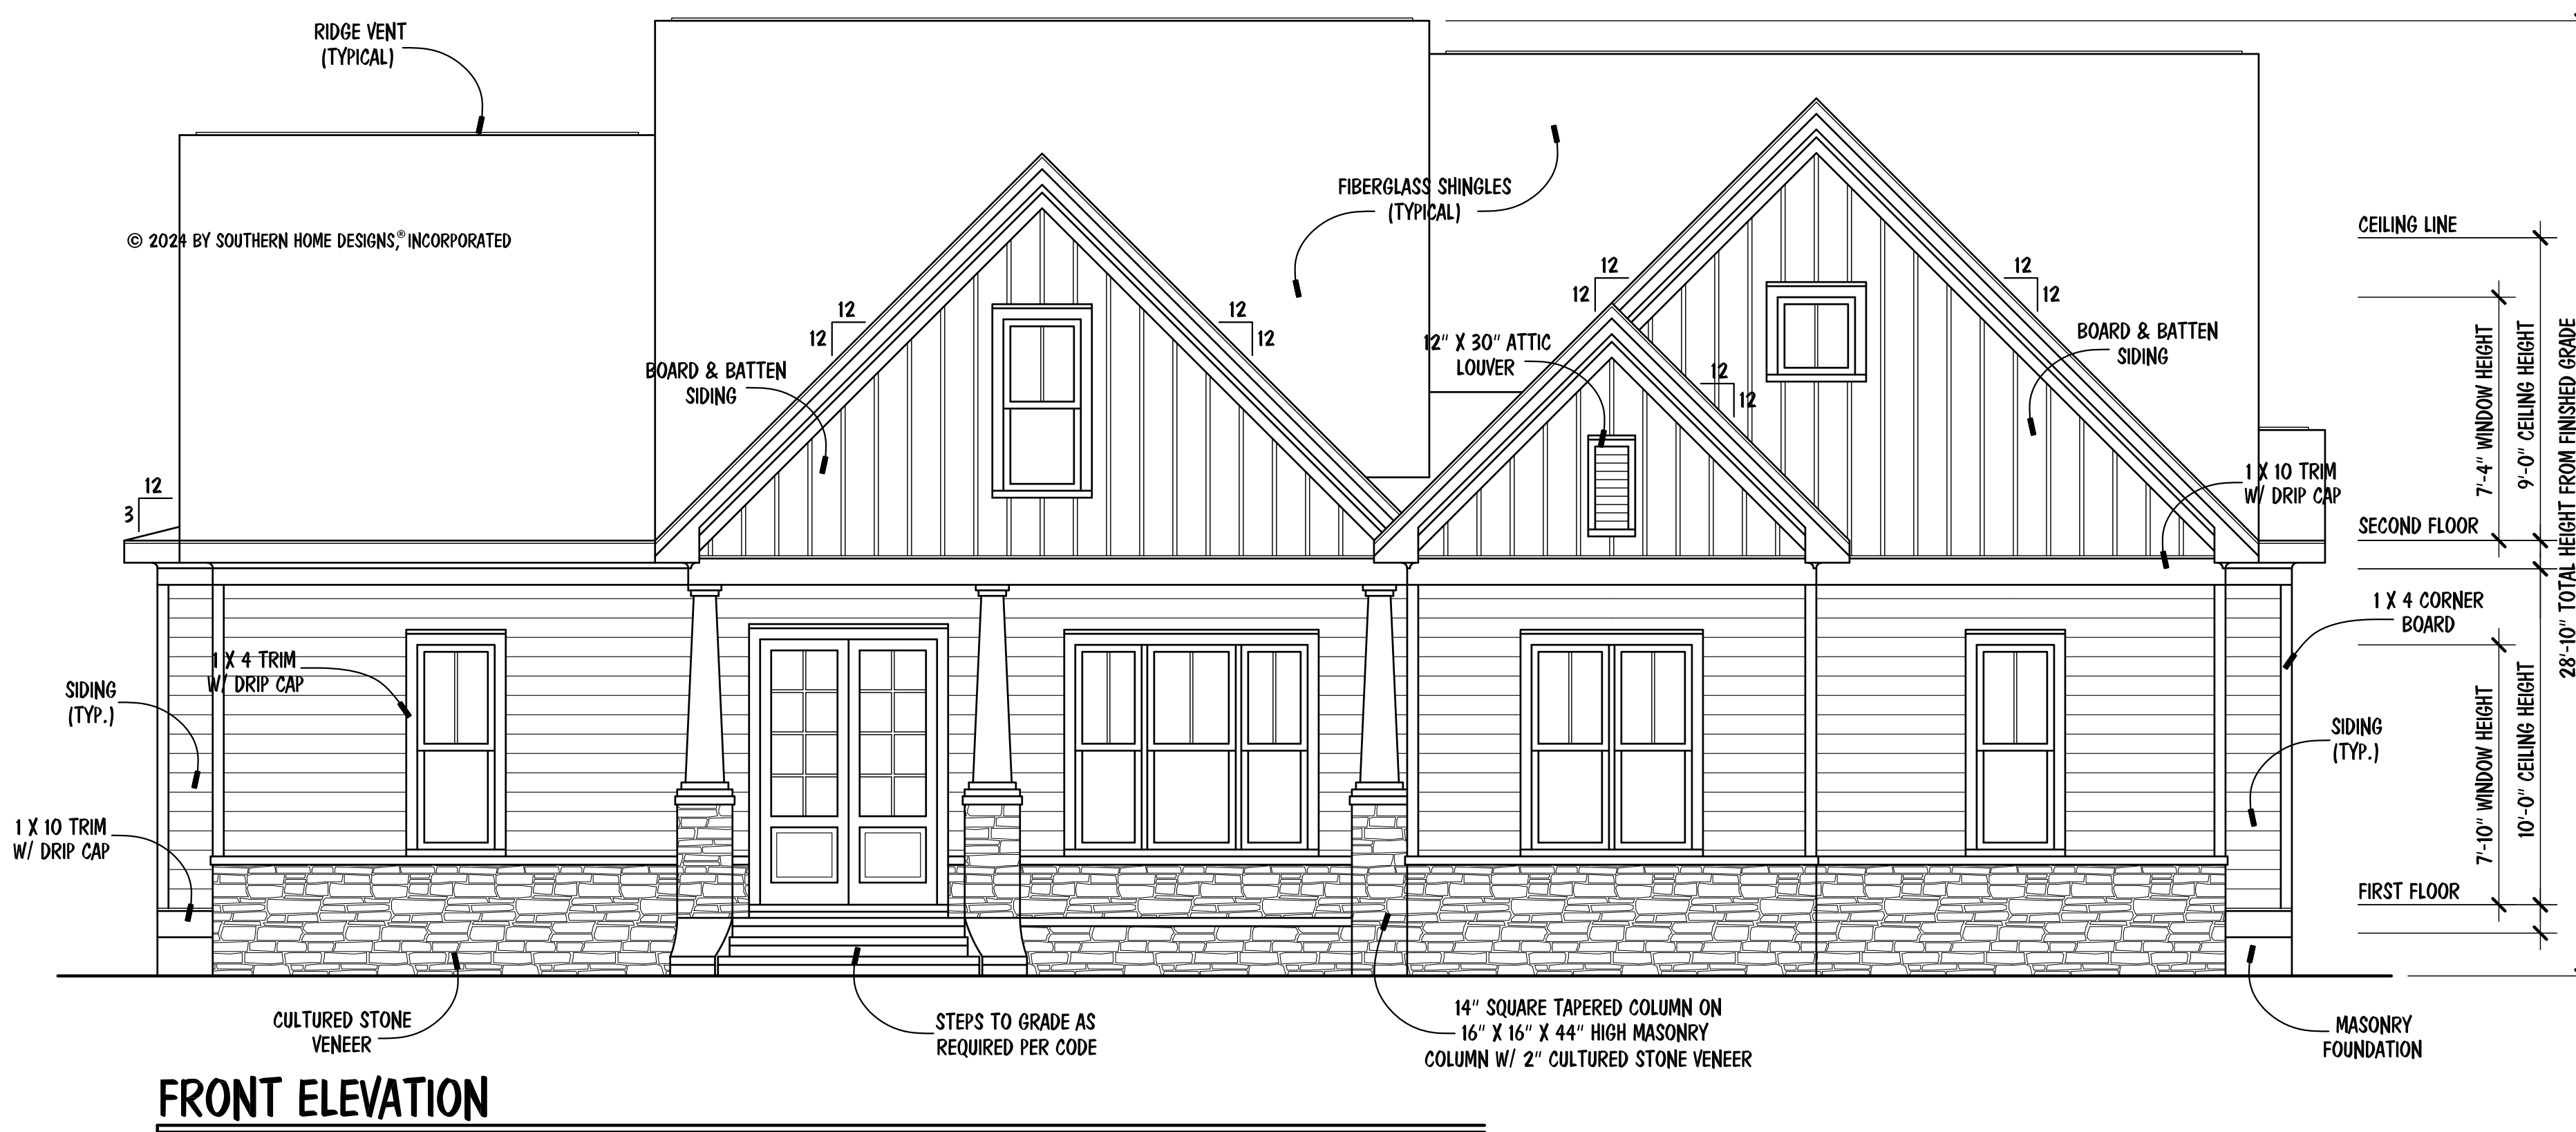 RIDGE VENT
(TYPICAL)
© 2024 BY SOUTHERN HOME DESIGNS,® INCORPORATED
FIBERGLASS SHINGLES
(TYPICAL)
12
12
12
12
12
12
12
12
12
12
BOARD & BATTEN
SIDING
12" X 30" ATTIC
LOUVER
BOARD & BATTEN
SIDING
12
3
1 X 10 TRIM
W/ DRIP CAP
CEILING LINE
7'-4" WINDOW HEIGHT
9'-0" CEILING HEIGHT
28'-10" TOTAL HEIGHT FROM FINISHED GRADE
SECOND FLOOR
1 X 4 CORNER
BOARD
1 X 4 TRIM
W/ DRIP CAP
SIDING
(TYP.)
SIDING
(TYP.)
7'-10" WINDOW HEIGHT
10'-0" CEILING HEIGHT
1 X 10 TRIM
W/ DRIP CAP
FIRST FLOOR
CULTURED STONE
VENEER
STEPS TO GRADE AS
REQUIRED PER CODE
14" SQUARE TAPERED COLUMN ON
16" X 16" X 44" HIGH MASONRY
COLUMN W/ 2" CULTURED STONE VENEER
MASONRY
FOUNDATION
FRONT ELEVATION